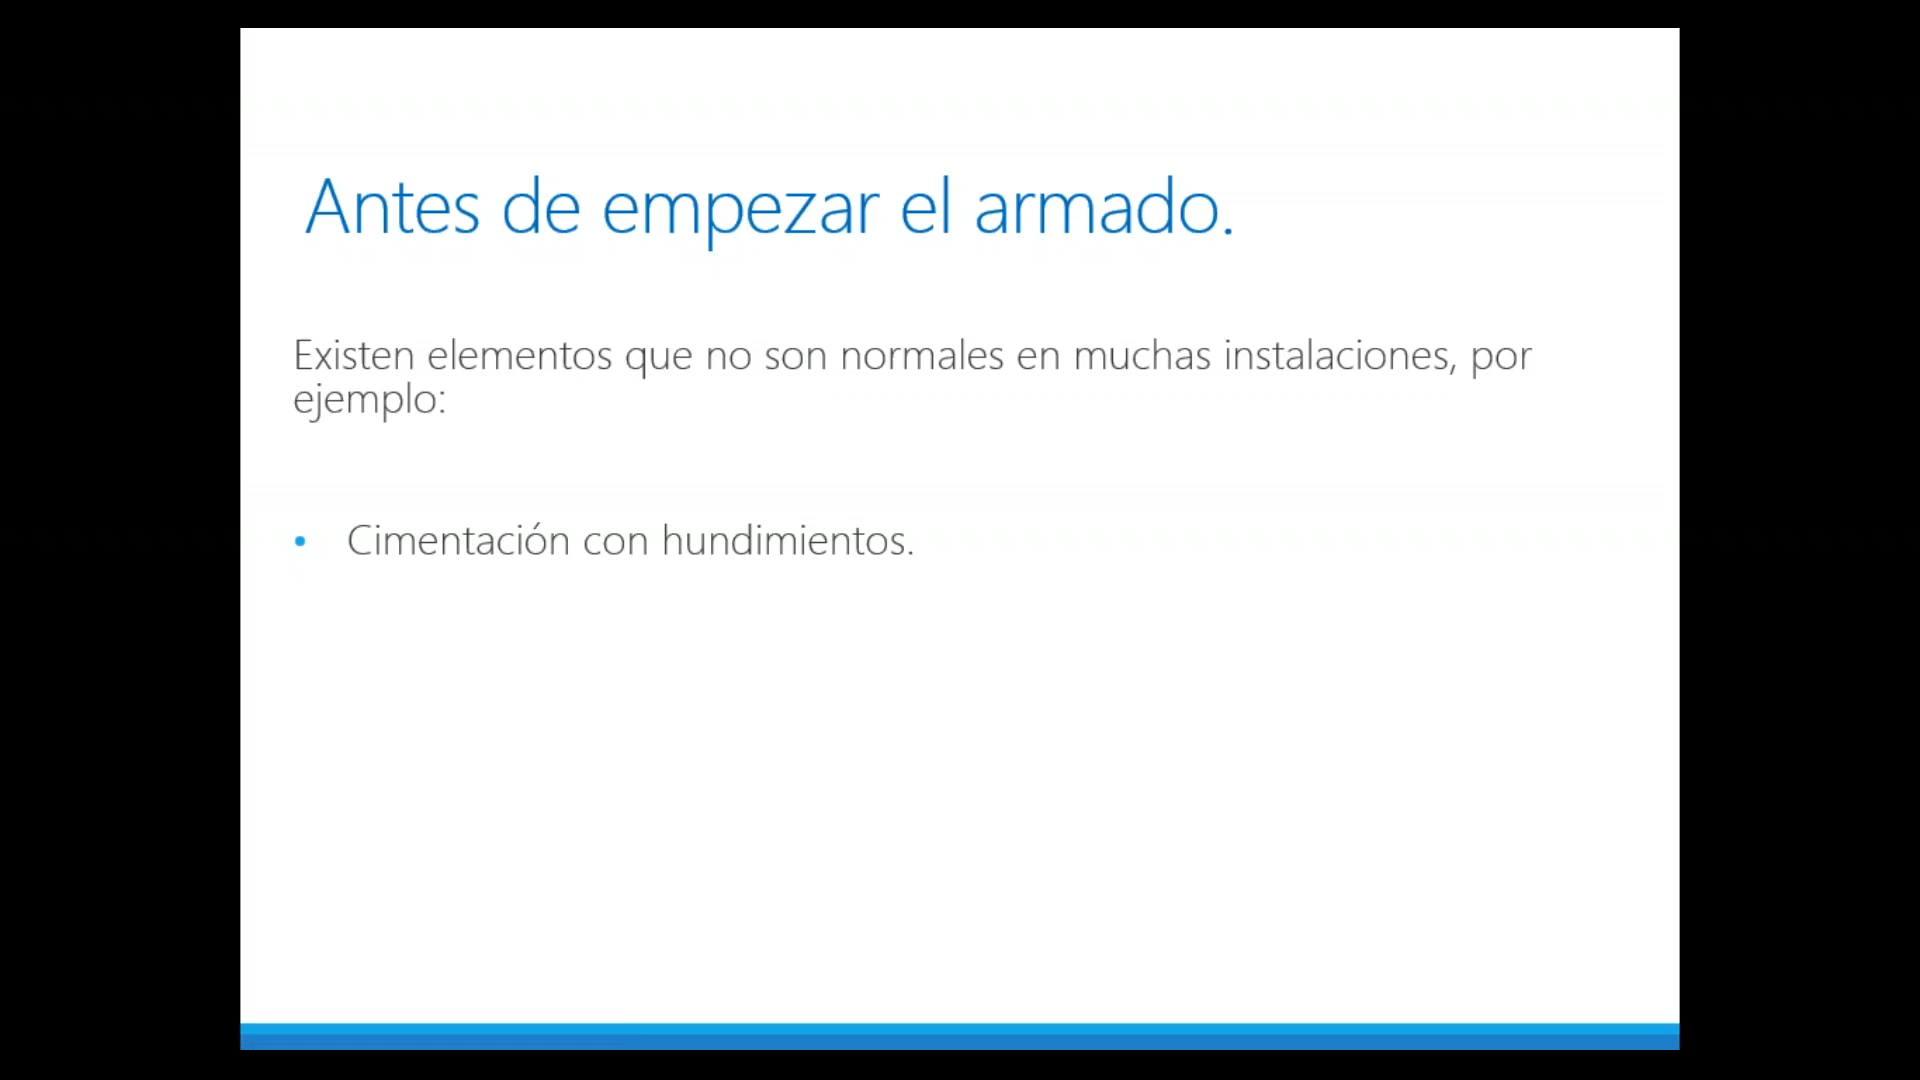 Antes de empezar el armado.
Existen elementos que no son normales en muchas instalaciones, por
ejemplo:
• Cimentación con hundimientos.